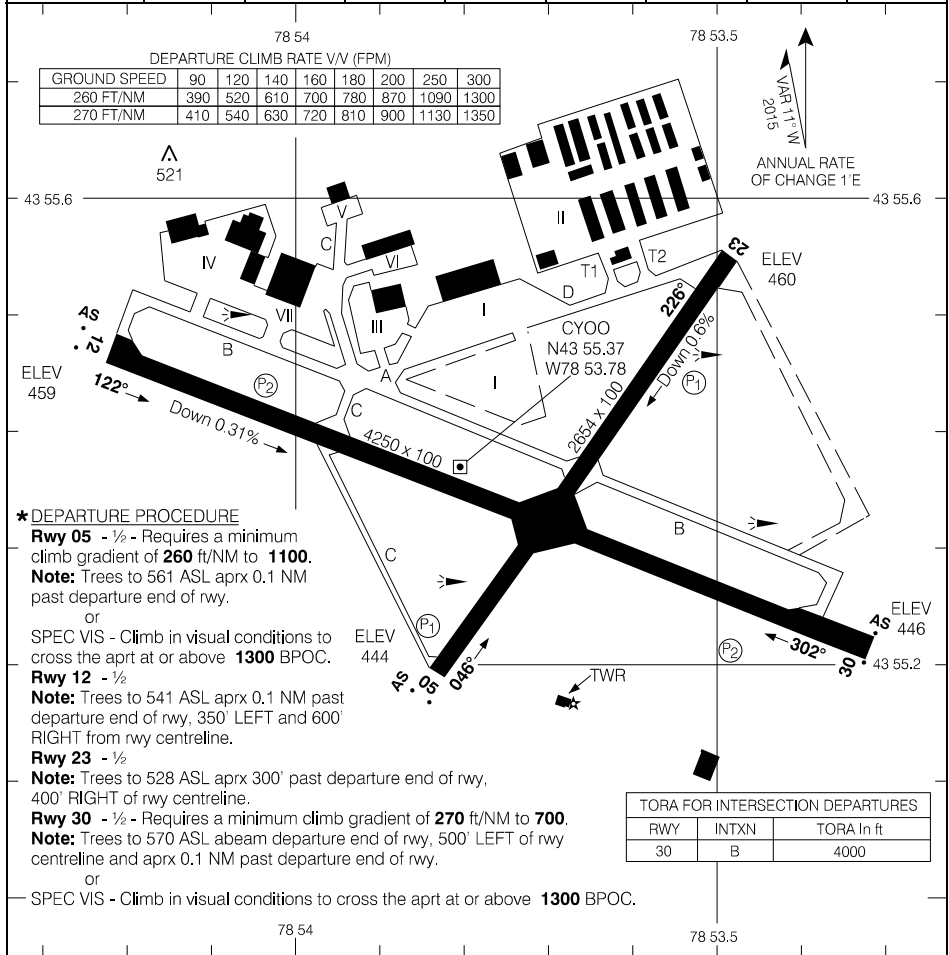 78 54
78 53.5
DEPARTURE CLIMB RATE V/V (FPM)
GROUND SPEED 90 120 140 160 180 200 250 300
260 FT/NM 390 520 610 700 780 870 1090 1300
270 FT/NM 410 540 630 720 810 900 1130 1350
VAR 11° W
2015
ANNUAL RATE
OF CHANGE 1'E
521
43 55.6
43 55.6
V
C
II
IV
VI
T1
T2
D
23
ELEV
460
VII
III
I
226°
CYOO
N43 55.37
W78 53.78
AS
12
B
A
I
Down 0.6%
P1
ELEV
459
122°
P2
C
Down 0.31%
4250 x 100
2654 x 100
B
C
* DEPARTURE PROCEDURE
Rwy 05 - ½ - Requires a minimum
climb gradient of 260 ft/NM to 1100.
Note: Trees to 561 ASL aprx 0.1 NM
past departure end of rwy.
or
SPEC VIS - Climb in visual conditions to
cross the aprt at or above 1300 BPOC.
Rwy 12 - ½
Note: Trees to 541 ASL aprx 0.1 NM past
departure end of rwy, 350' LEFT and 600'
RIGHT from rwy centreline.
Rwy 23 - ½
Note: Trees to 528 ASL aprx 300' past departure end of rwy,
400' RIGHT of rwy centreline.
Rwy 30 - ½ - Requires a minimum climb gradient of 270 ft/NM to 700.
Note: Trees to 570 ASL abeam departure end of rwy, 500' LEFT of rwy
centreline and aprx 0.1 NM past departure end of rwy.
or
SPEC VIS - Climb in visual conditions to cross the aprt at or above 1300 BPOC.
P1
ELEV
444
AS
05
046°
TWR
P2
302°
30
AS
ELEV
446
43 55.2
TORA FOR INTERSECTION DEPARTURES
RWY INTXN TORA In ft
30 B 4000
78 54
78 53.5